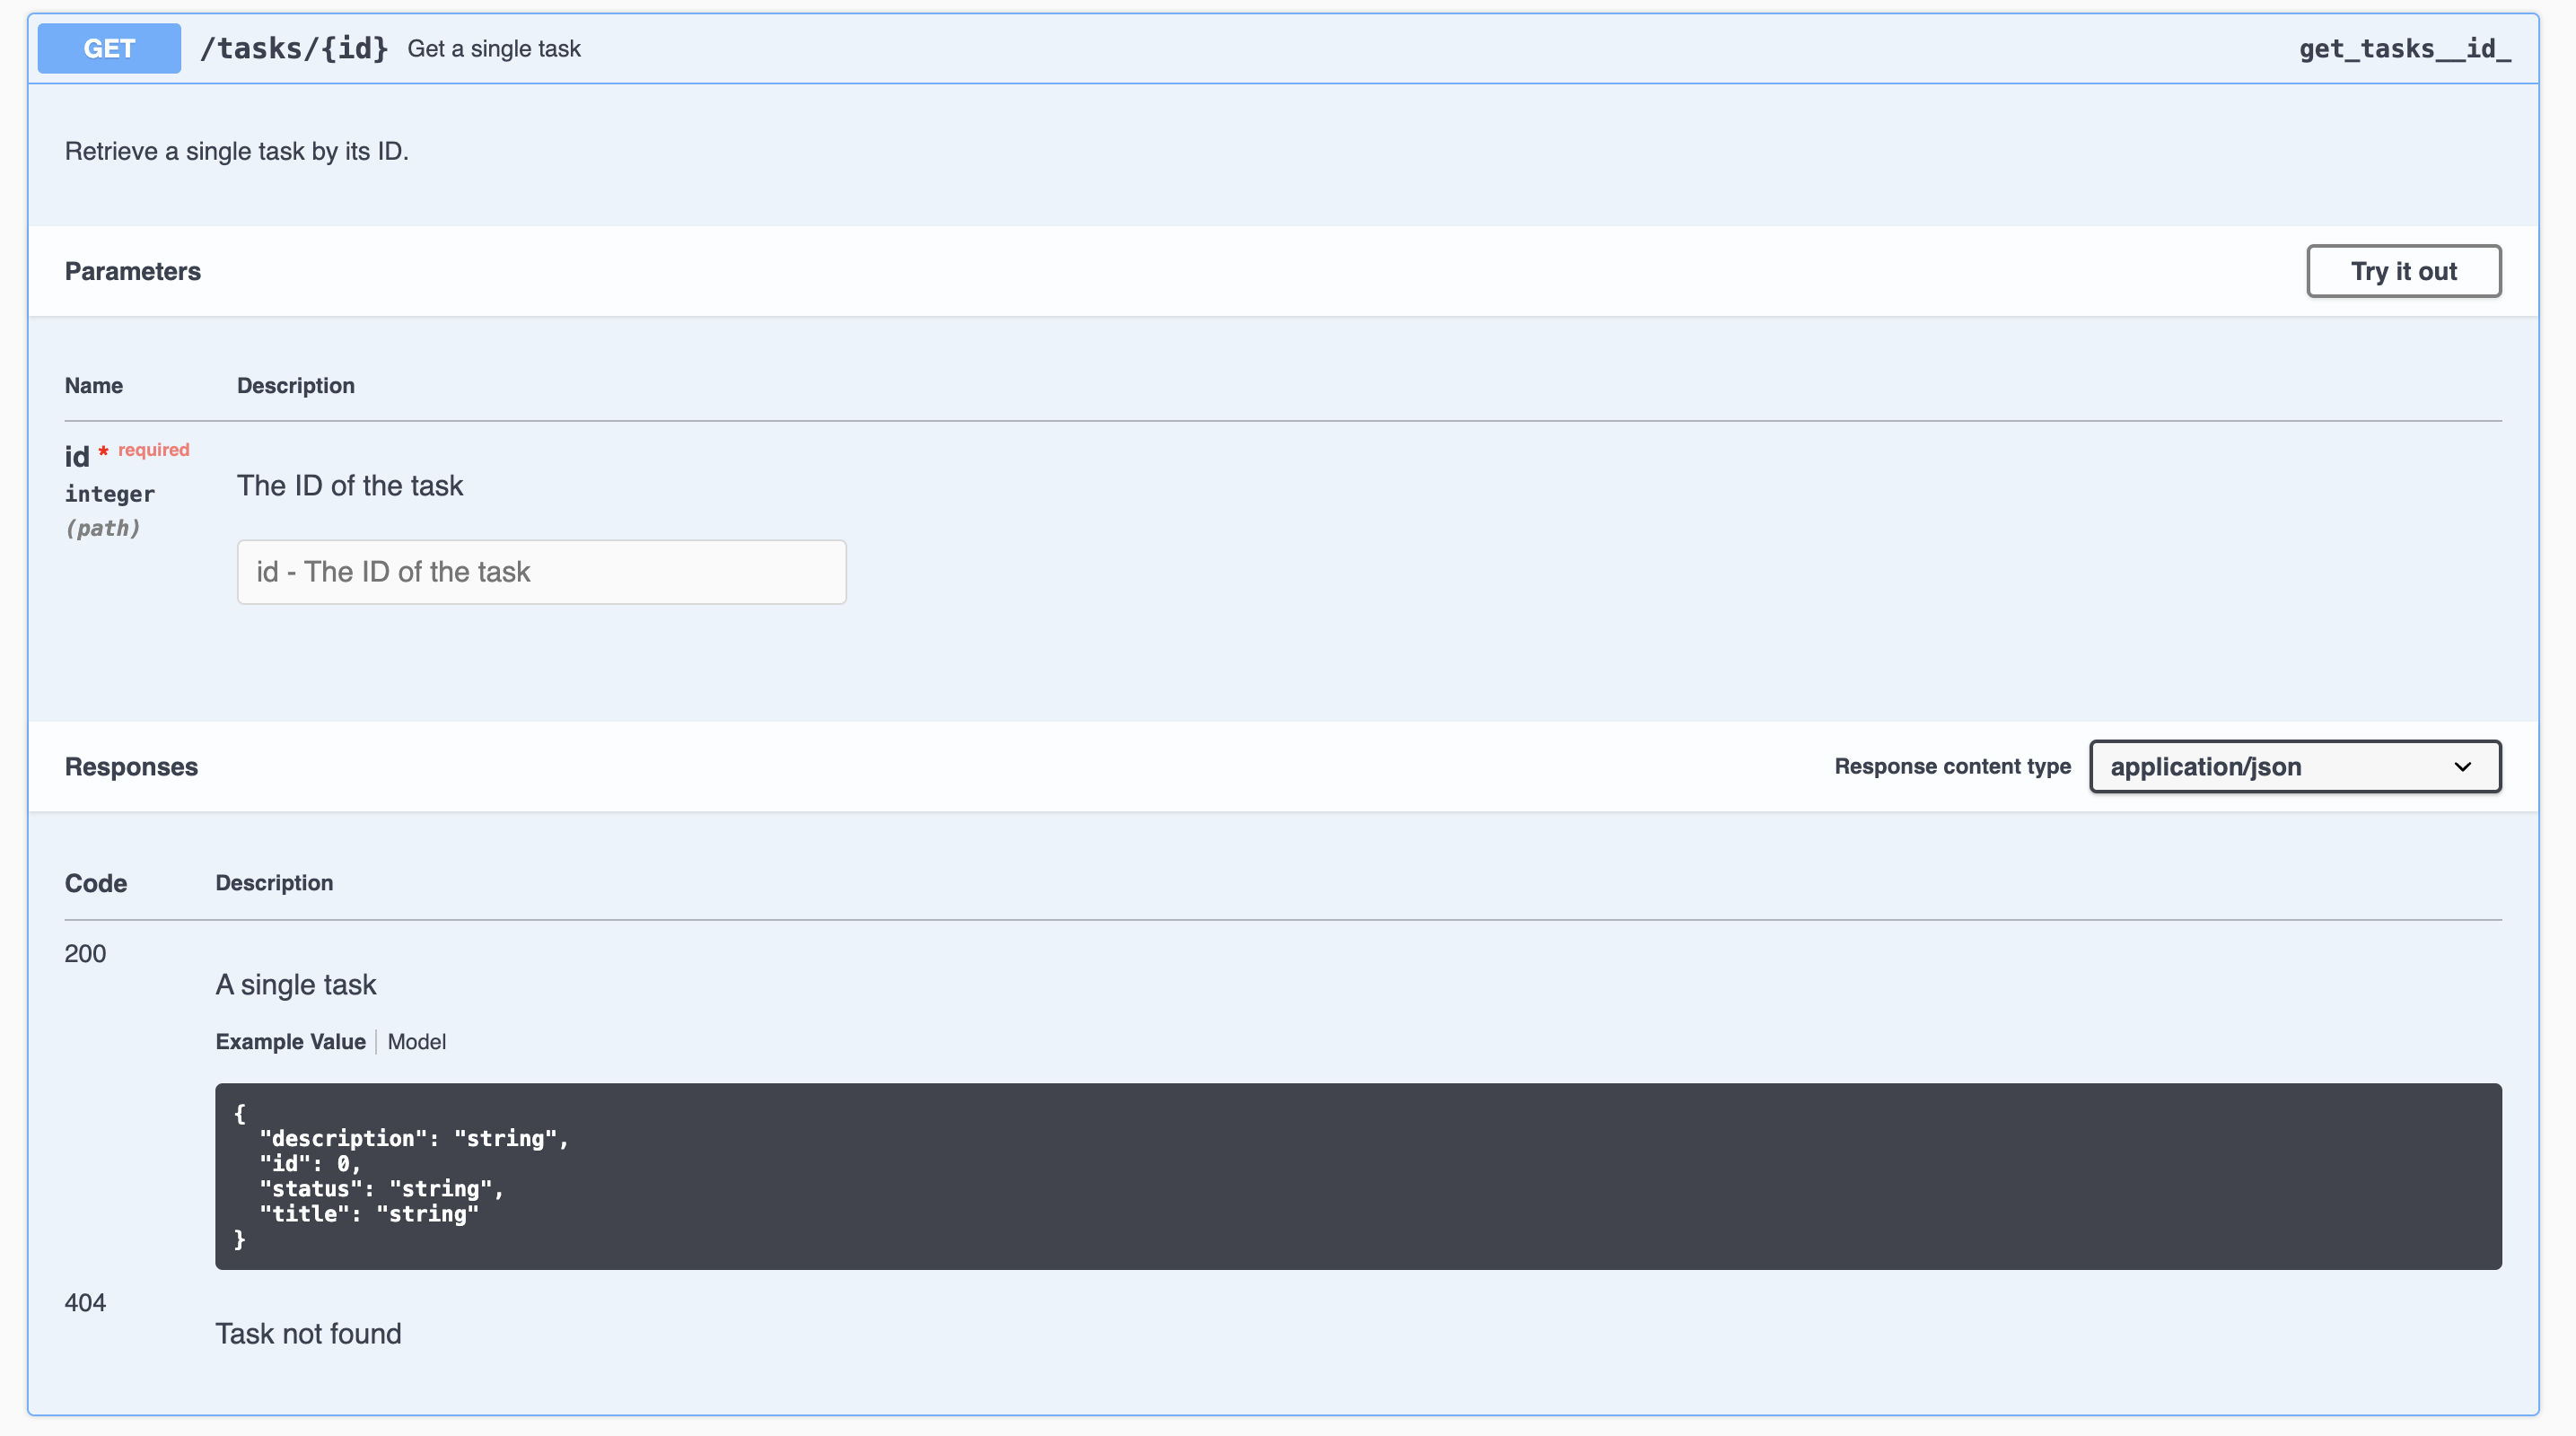 GET /tasks/{id} Get a single task get_tasks__id_
Retrieve a single task by its ID.
Parameters Try it out
Name Description
id * required
integer
(path)
The ID of the task
id - The ID of the task
Responses Response content type application/json
Code Description
200
A single task
Example Value Model
{
  "description": "string",
  "id": 0,
  "status": "string",
  "title": "string"
}
404
Task not found